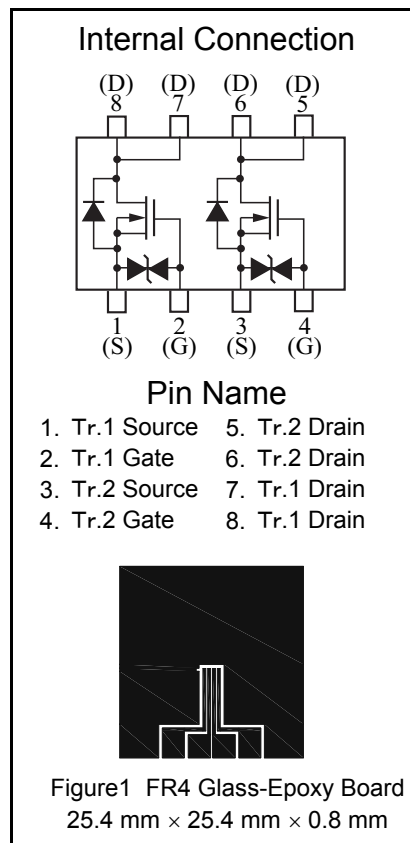 Internal Connection
(D) (D) (D) (D)
8 7 6 5
1 2 3 4
(S) (G) (S) (G)
Pin Name
1. Tr.1 Source 5. Tr.2 Drain
2. Tr.1 Gate 6. Tr.2 Drain
3. Tr.2 Source 7. Tr.1 Drain
4. Tr.2 Gate 8. Tr.1 Drain
Figure1 FR4 Glass-Epoxy Board
25.4 mm × 25.4 mm × 0.8 mm